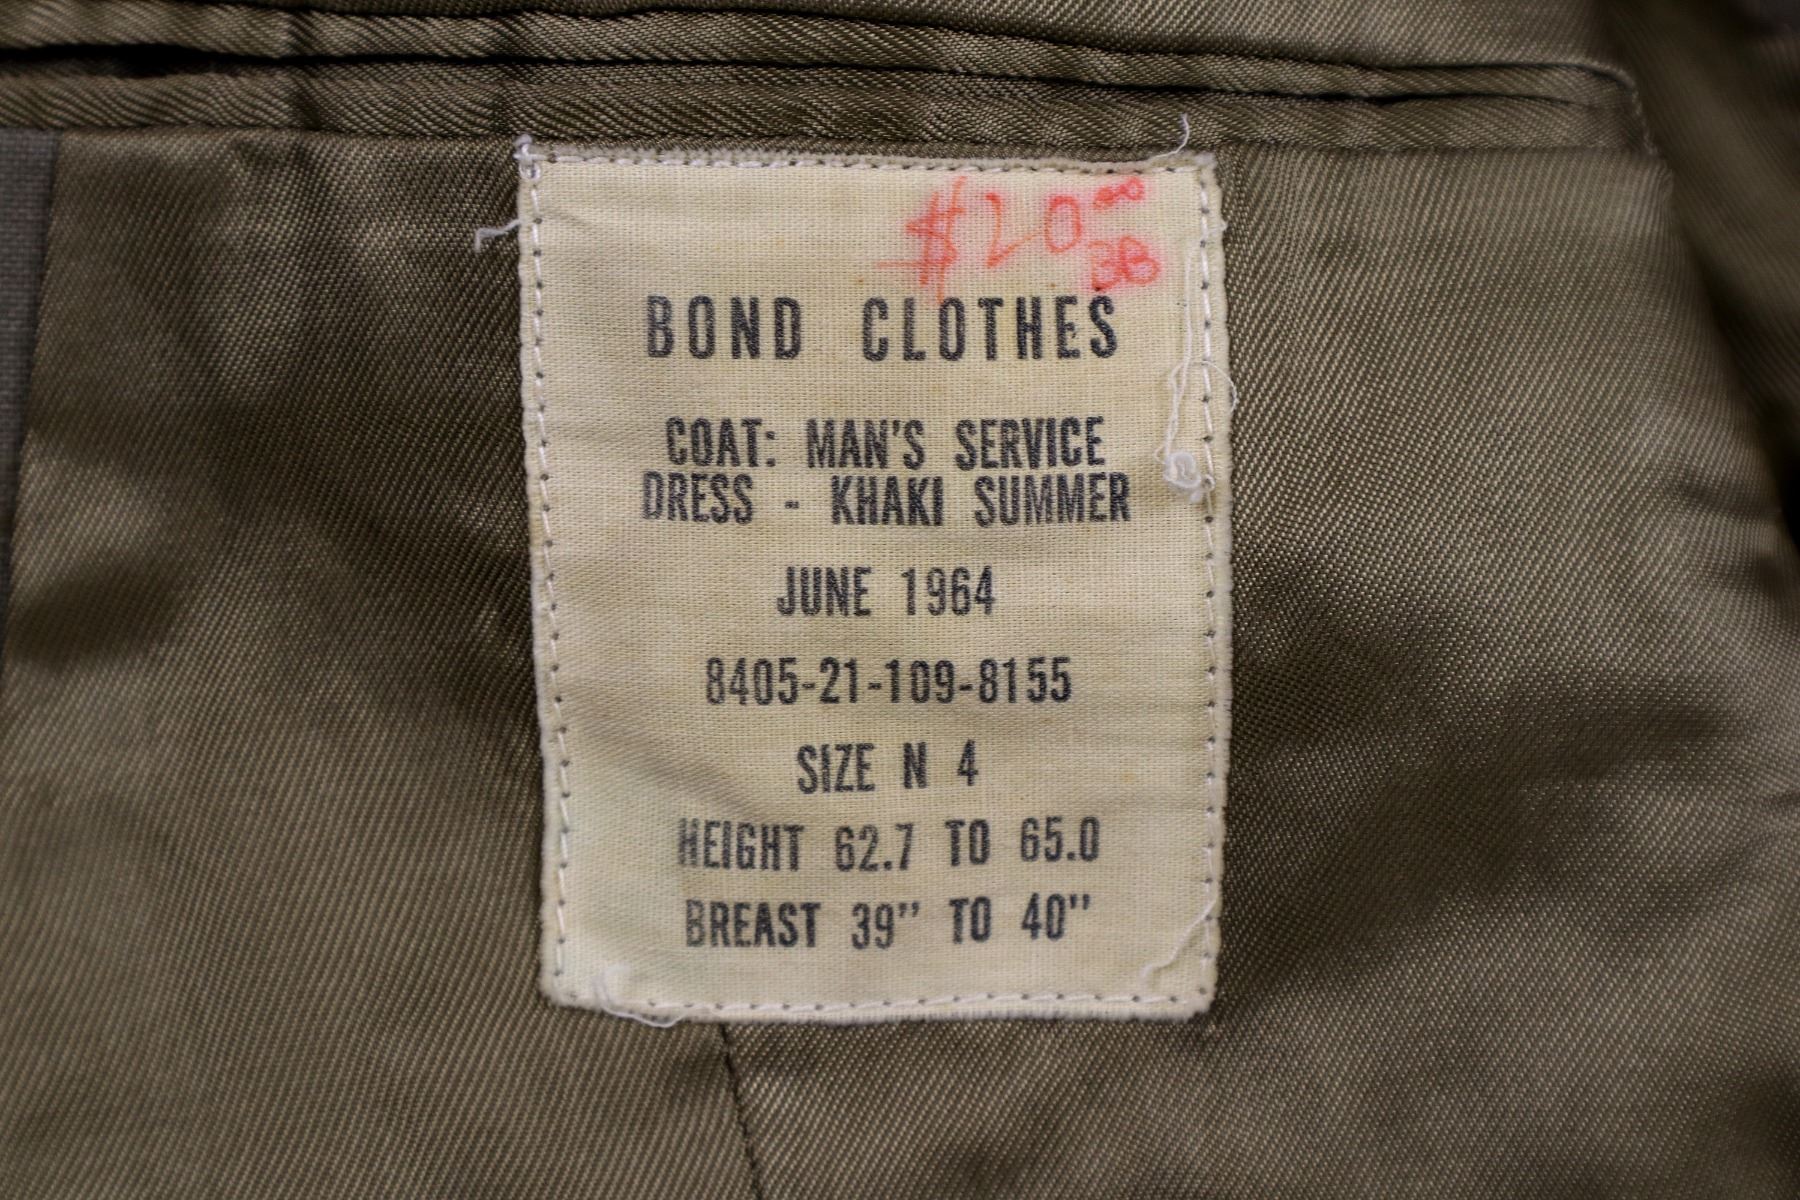 $20.00
BB
BOND CLOTHES
COAT: MAN'S SERVICE
DRESS - KHAKI SUMMER
JUNE 1964
8405-21-109-8155
SIZE N 4
HEIGHT 62.7 TO 65.0
BREAST 39" TO 40"